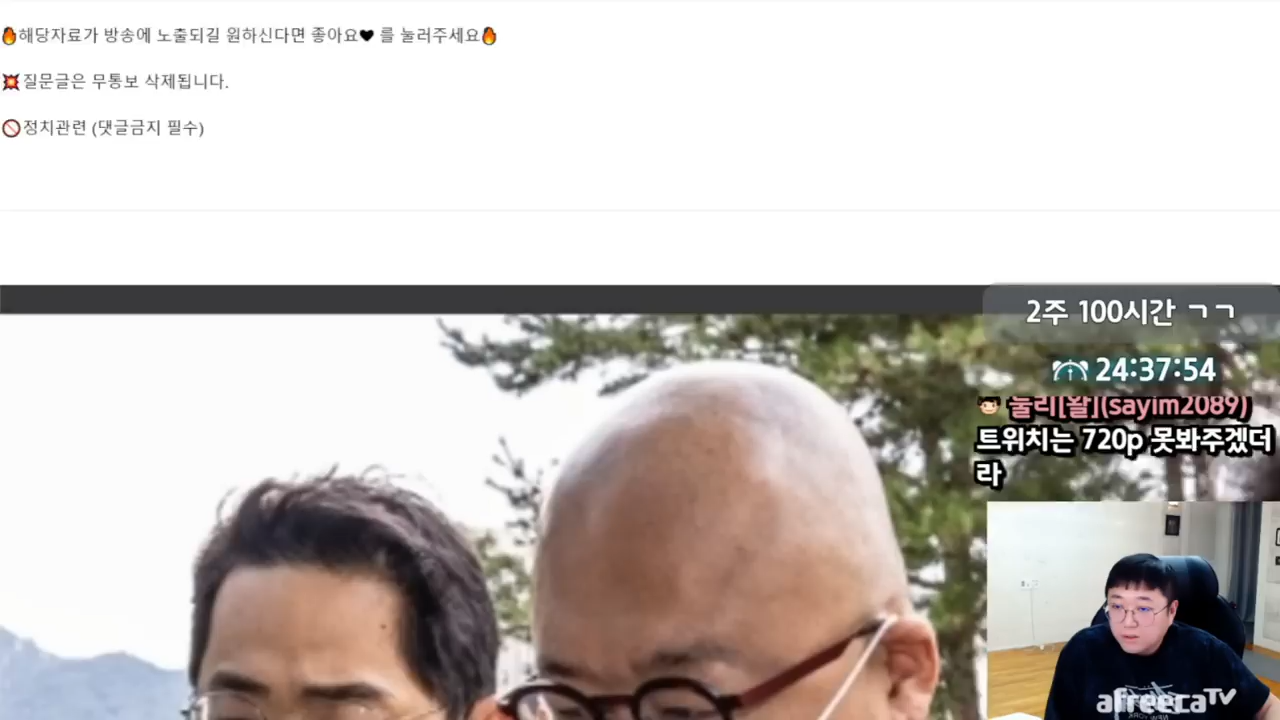 🔥해당자료가 방송에 노출되길 원하신다면 좋아요🖤 를 눌러주세요🔥
💥질문글은 무통보 삭제됩니다.
🚫정치관련 (댓글금지 필수)
2주 100시간 ㄱㄱ
24:37:54
눌리[왈](sayim2089)
트위치는 720p 못봐주겠더
라
afreecaTV